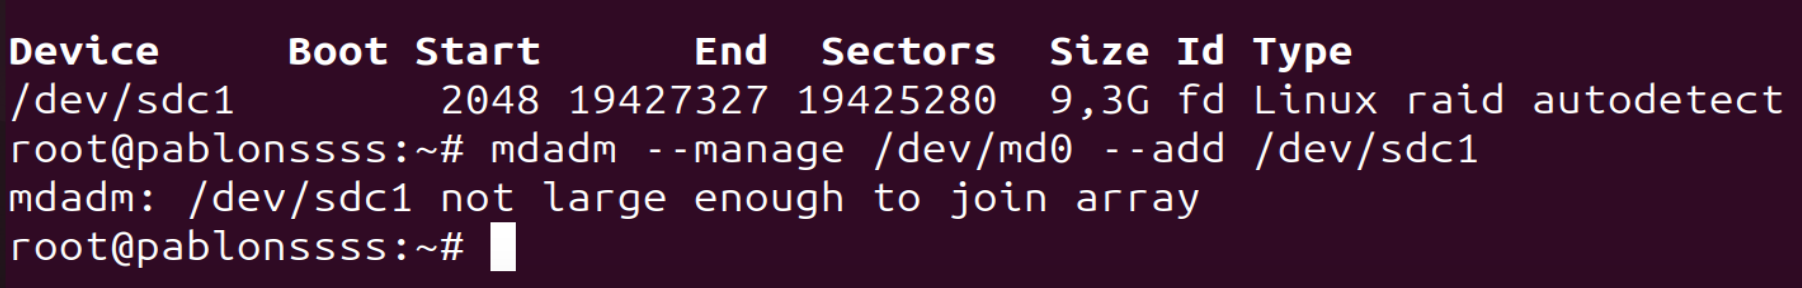 Device Boot Start End Sectors Size Id Type
/dev/sdc1 2048 19427327 19425280 9,3G fd Linux raid autodetect
root@pablonssss:~# mdadm --manage /dev/md0 --add /dev/sdc1
mdadm: /dev/sdc1 not large enough to join array
root@pablonssss:~#